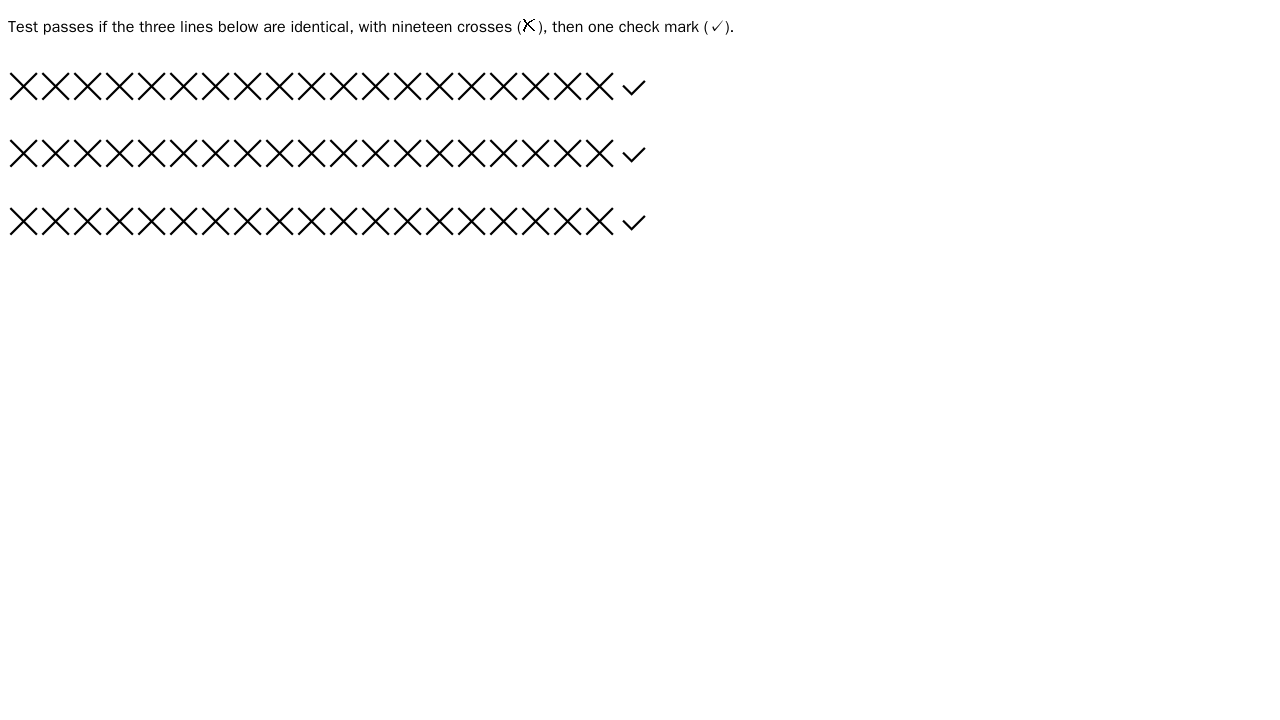 Test passes if the three lines below are identical, with nineteen crosses (✗), then one check mark (✓).
╳╳╳╳╳╳╳╳╳╳╳╳╳╳╳╳╳╳╳✓
╳╳╳╳╳╳╳╳╳╳╳╳╳╳╳╳╳╳╳✓
╳╳╳╳╳╳╳╳╳╳╳╳╳╳╳╳╳╳╳✓